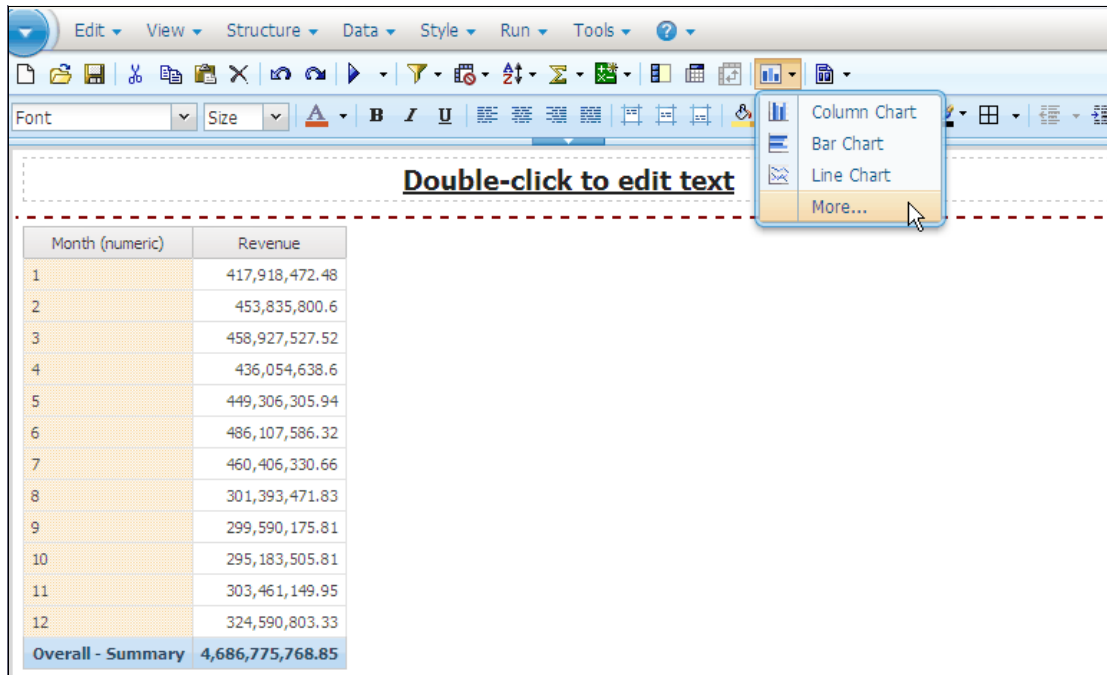 Edit View Structure Data Style Run Tools
Font Size A B I U
Column Chart
Bar Chart
Line Chart
More...
Double-click to edit text
Month (numeric) Revenue
1 417,918,472.48
2 453,835,800.6
3 458,927,527.52
4 436,054,638.6
5 449,306,305.94
6 486,107,586.32
7 460,406,330.66
8 301,393,471.83
9 299,590,175.81
10 295,183,505.81
11 303,461,149.95
12 324,590,803.33
Overall - Summary 4,686,775,768.85